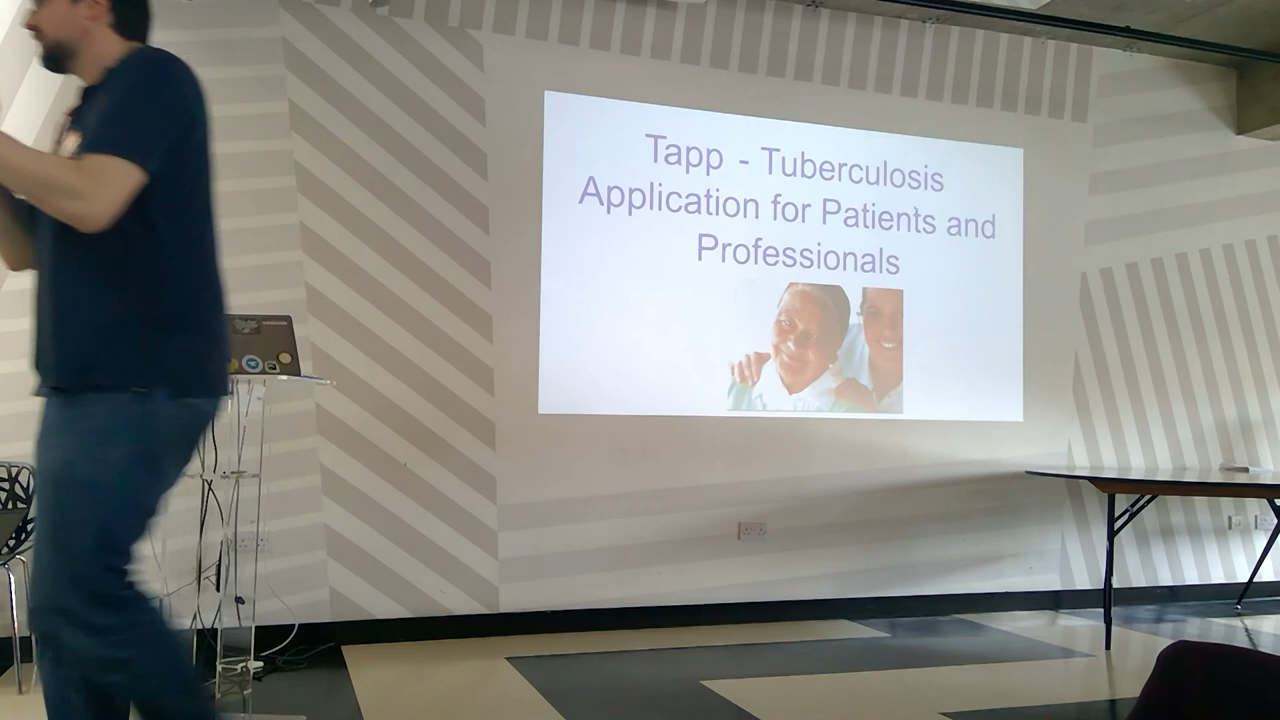 Tapp - Tuberculosis
Application for Patients and
Professionals